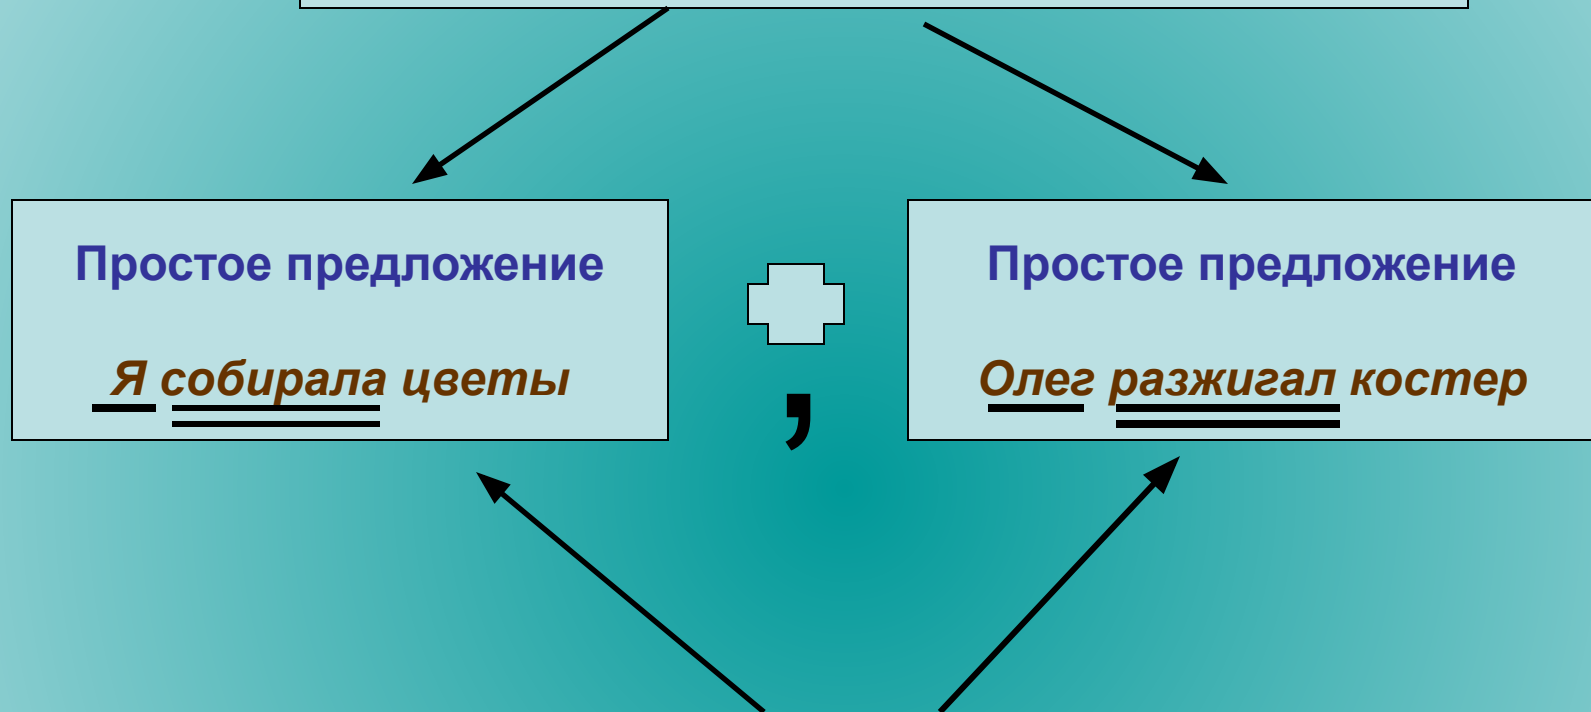 Простое предложение
Я собирала цветы
,
Простое предложение
Олег разжигал костер